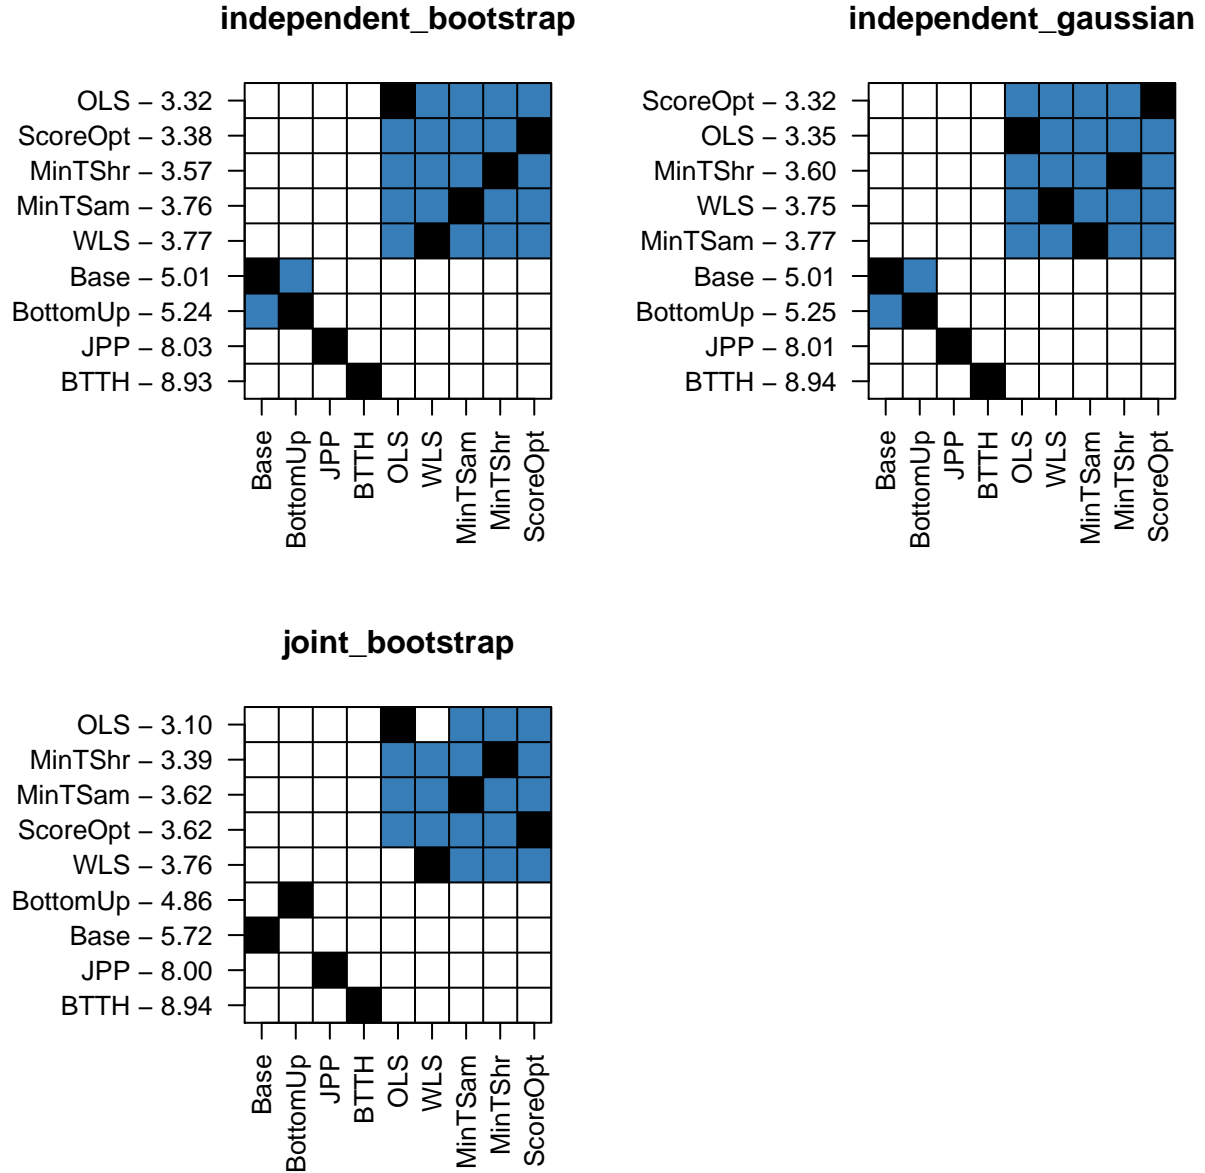 independent_bootstrap
OLS – 3.32
ScoreOpt – 3.38
MinTShr – 3.57
MinTSam – 3.76
WLS – 3.77
Base – 5.01
BottomUp – 5.24
JPP – 8.03
BTTH – 8.93
Base
BottomUp
JPP
BTTH
OLS
WLS
MinTSam
MinTShr
ScoreOpt
independent_gaussian
ScoreOpt – 3.32
OLS – 3.35
MinTShr – 3.60
WLS – 3.75
MinTSam – 3.77
Base – 5.01
BottomUp – 5.25
JPP – 8.01
BTTH – 8.94
Base
BottomUp
JPP
BTTH
OLS
WLS
MinTSam
MinTShr
ScoreOpt
joint_bootstrap
OLS – 3.10
MinTShr – 3.39
MinTSam – 3.62
ScoreOpt – 3.62
WLS – 3.76
BottomUp – 4.86
Base – 5.72
JPP – 8.00
BTTH – 8.94
Base
BottomUp
JPP
BTTH
OLS
WLS
MinTSam
MinTShr
ScoreOpt